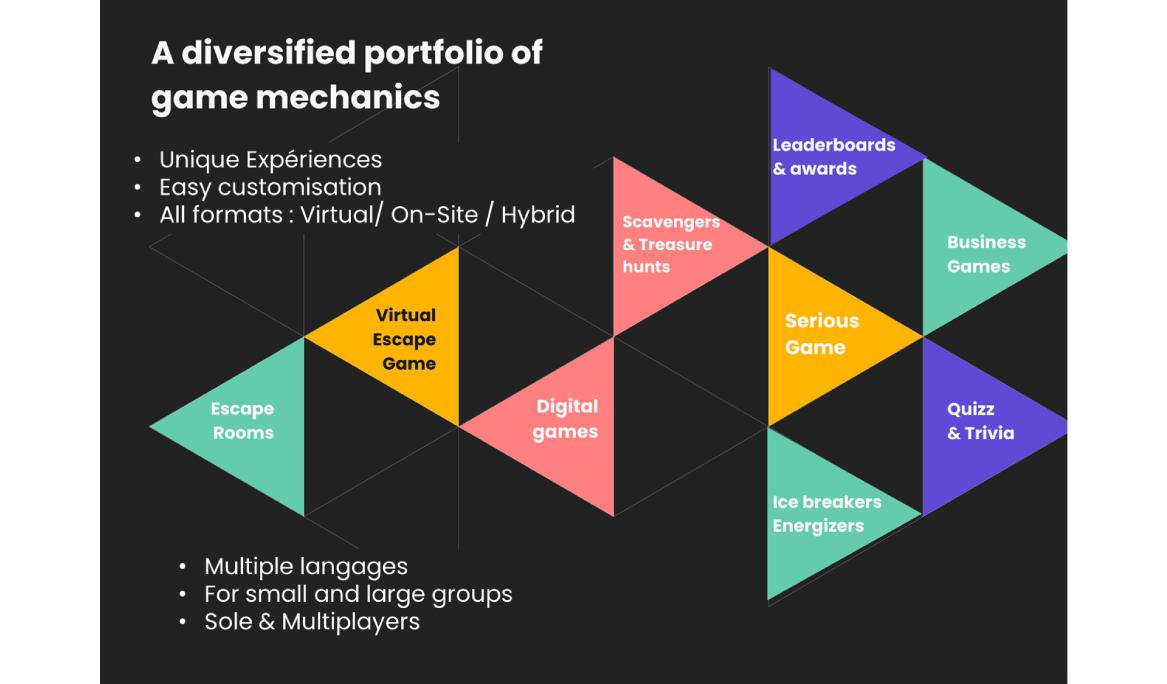 A diversified portfolio of
game mechanics
• Unique Expériences
• Easy customisation
• All formats : Virtual/ On-Site / Hybrid
Leaderboards
& awards
Scavengers
& Treasure
hunts
Business
Games
Virtual
Escape
Game
Serious
Game
Escape
Rooms
Digital
games
Quizz
& Trivia
Ice breakers
Energizers
• Multiple langages
• For small and large groups
• Sole & Multiplayers